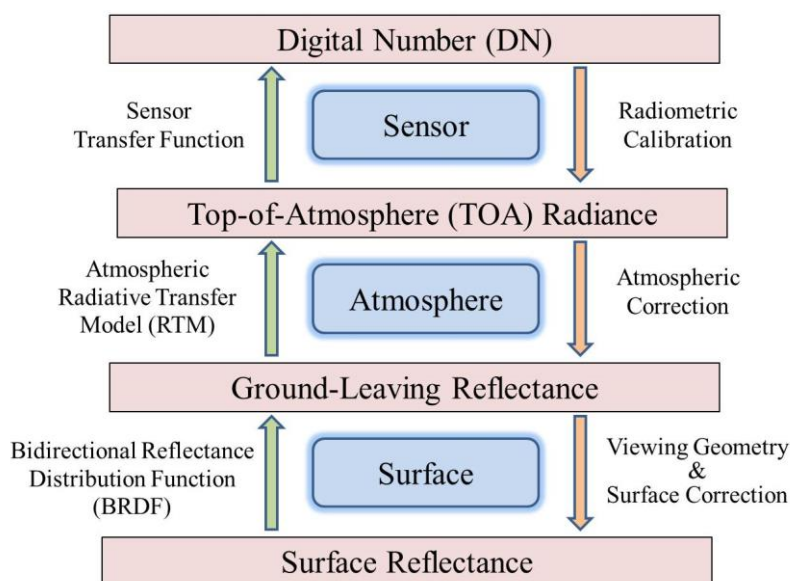 Digital Number (DN)
Sensor
Transfer Function
Sensor
Radiometric
Calibration
Top-of-Atmosphere (TOA) Radiance
Atmospheric
Radiative Transfer
Model (RTM)
Atmosphere
Atmospheric
Correction
Ground-Leaving Reflectance
Bidirectional Reflectance
Distribution Function
(BRDF)
Surface
Viewing Geometry
&
Surface Correction
Surface Reflectance